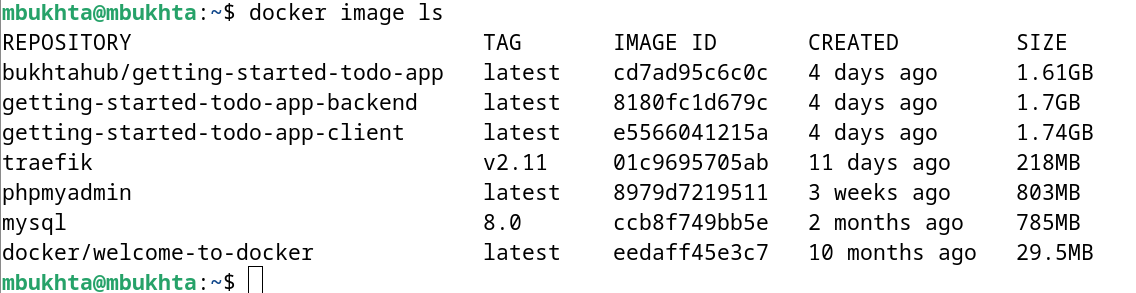 mbukhta@mbukhta:~$ docker image ls
REPOSITORY TAG IMAGE ID CREATED SIZE
bukhtahub/getting-started-todo-app latest cd7ad95c6c0c 4 days ago 1.61GB
getting-started-todo-app-backend latest 8180fc1d679c 4 days ago 1.7GB
getting-started-todo-app-client latest e5566041215a 4 days ago 1.74GB
traefik v2.11 01c9695705ab 11 days ago 218MB
phpmyadmin latest 8979d7219511 3 weeks ago 803MB
mysql 8.0 ccb8f749bb5e 2 months ago 785MB
docker/welcome-to-docker latest eedaff45e3c7 10 months ago 29.5MB
mbukhta@mbukhta:~$